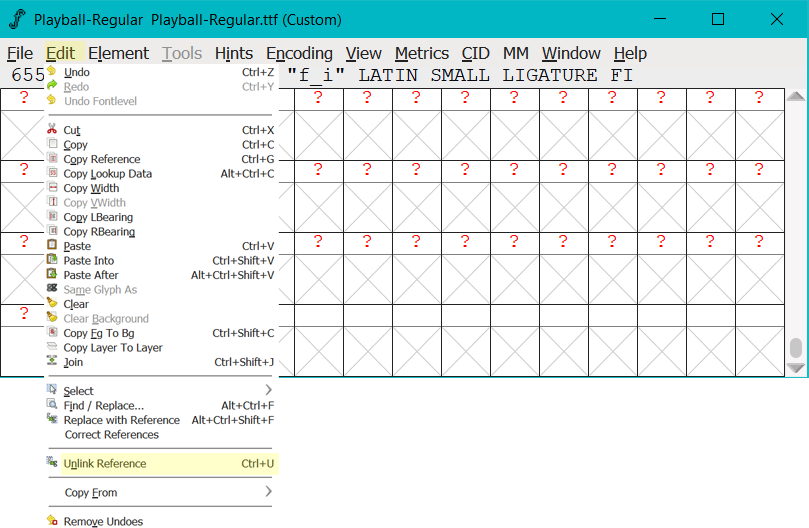 Playball-Regular Playball-Regular.ttf (Custom)
File Edit Element Tools Hints Encoding View Metrics CID MM Window Help
655 "f_i" LATIN SMALL LIGATURE FI
? ? ? ? ? ? ? ?
? ? ? ? ? ? ? ?
? ? ? ? ? ? ? ?
?
Undo Ctrl+Z
Redo Ctrl+Y
Undo Fontlevel
Cut Ctrl+X
Copy Ctrl+C
Copy Reference Ctrl+G
Copy Lookup Data Alt+Ctrl+C
Copy Width
Copy VWidth
Copy LBearing
Copy RBearing
Paste Ctrl+V
Paste Into Ctrl+Shift+V
Paste After Alt+Ctrl+Shift+V
Same Glyph As
Clear
Clear Background
Copy Fg To Bg Ctrl+Shift+C
Copy Layer To Layer
Join Ctrl+Shift+J
Select
Find / Replace... Alt+Ctrl+F
Replace with Reference Alt+Ctrl+Shift+F
Correct References
Unlink Reference Ctrl+U
Copy From
Remove Undoes